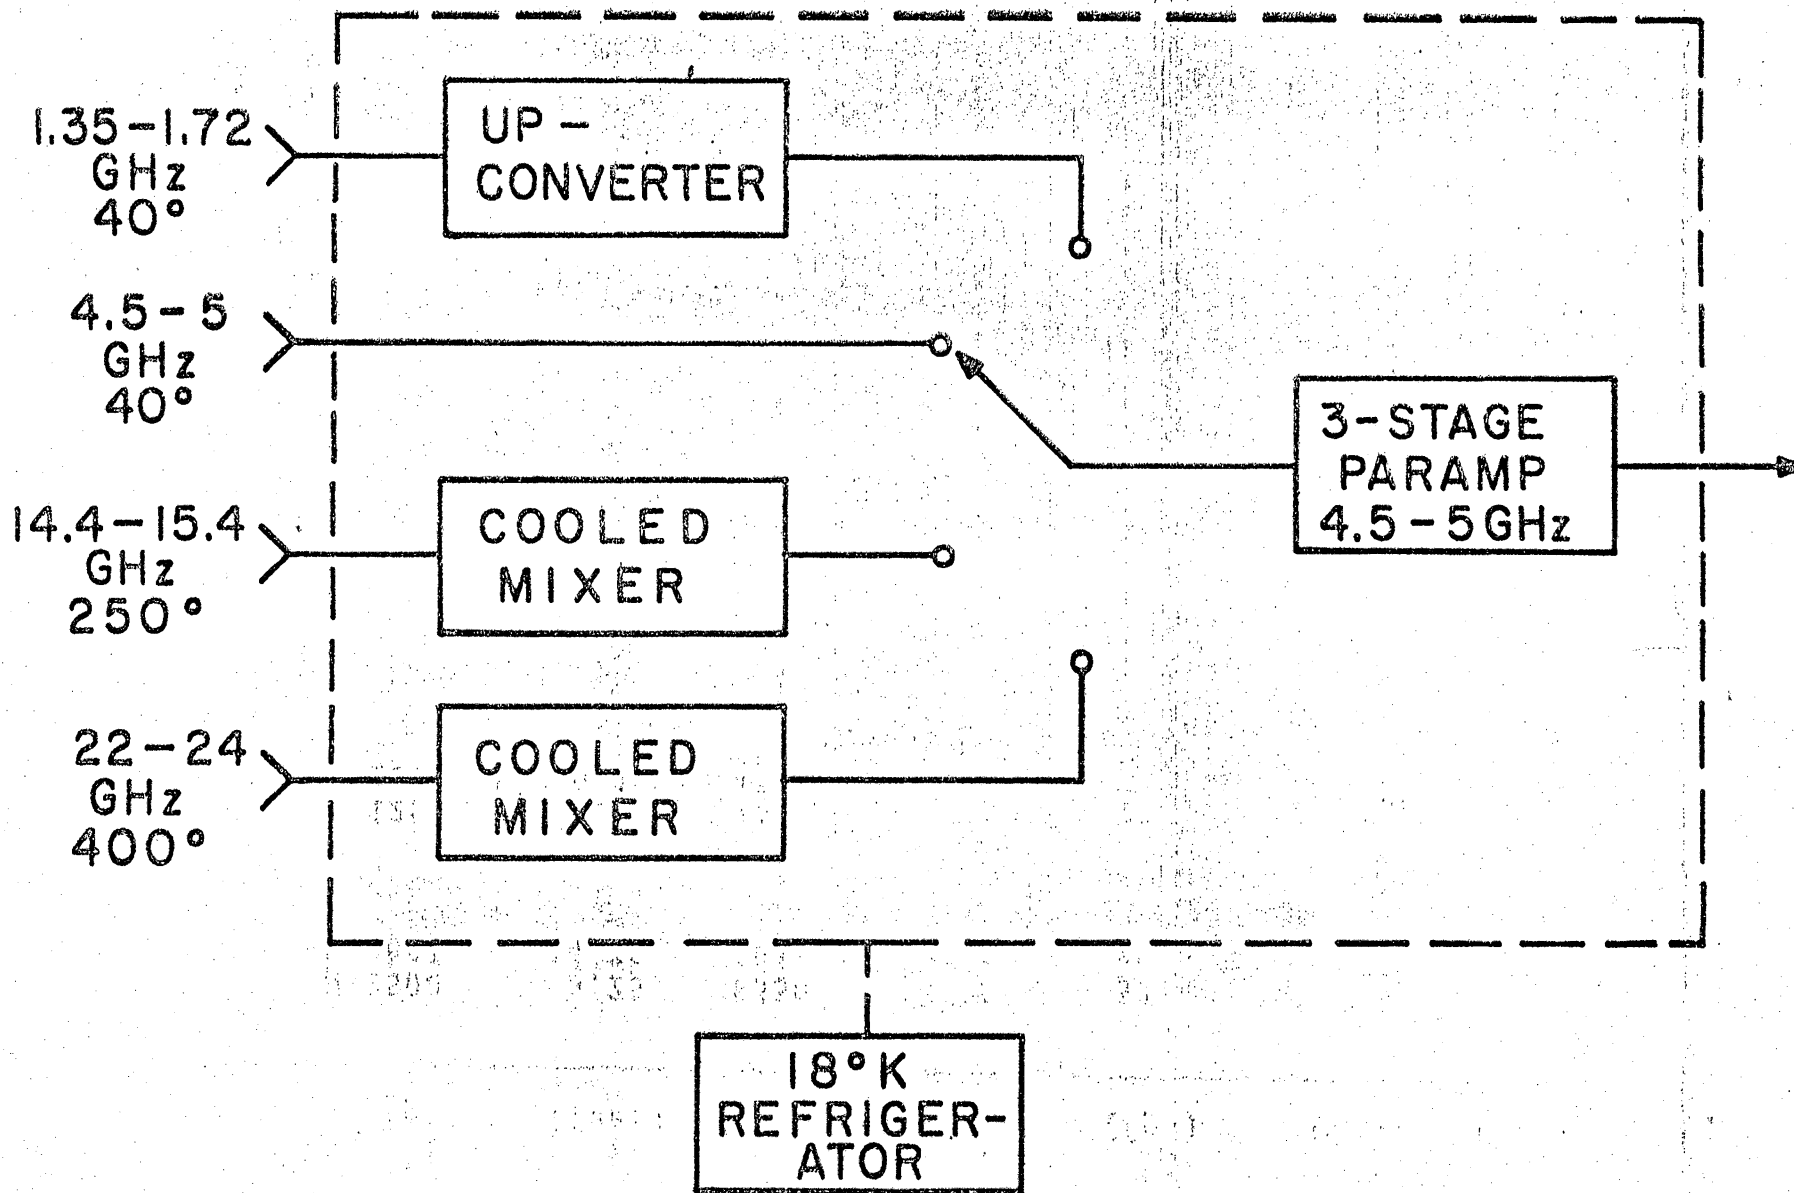 1.35-1.72
GHz
40°
UP-
CONVERTER
4.5-5
GHz
40°
3-STAGE
PARAMP
4.5-5GHz
14.4-15.4
GHz
250°
COOLED
MIXER
22-24
GHz
400°
COOLED
MIXER
18°K
REFRIGER-
ATOR